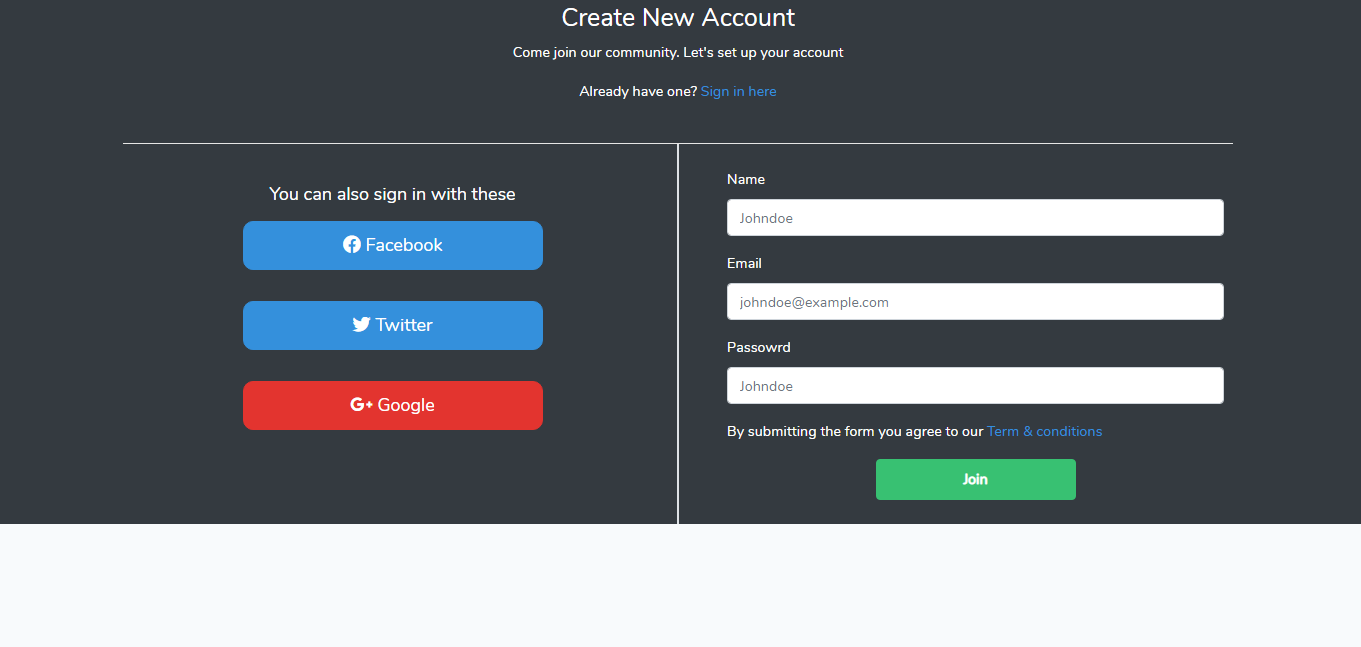 Create New Account
Come join our community. Let's set up your account
Already have one? Sign in here
You can also sign in with these
Facebook
Twitter
G+ Google
Name
Johndoe
Email
johndoe@example.com
Passowrd
Johndoe
By submitting the form you agree to our Term & conditions
Join